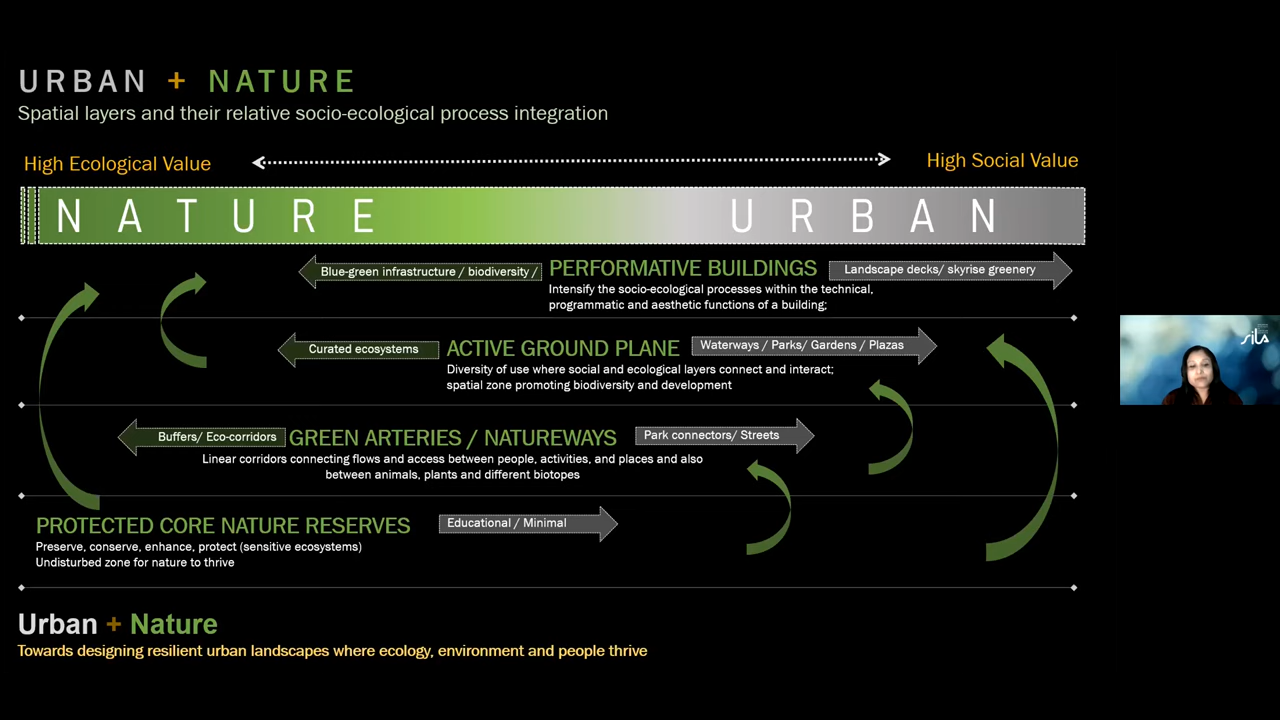 URBAN + NATURE
Spatial layers and their relative socio-ecological process integration
High Ecological Value
High Social Value
NATURE
URBAN
Blue-green infrastructure / biodiversity /
PERFORMATIVE BUILDINGS
Landscape decks/ skyrise greenery
Intensify the socio-ecological processes within the technical,
programmatic and aesthetic functions of a building;
Curated ecosystems
ACTIVE GROUND PLANE
Waterways / Parks/ Gardens / Plazas
Diversity of use where social and ecological layers connect and interact;
spatial zone promoting biodiversity and development
Buffers/ Eco-corridors
GREEN ARTERIES / NATUREWAYS
Park connectors/ Streets
Linear corridors connecting flows and access between people, activities, and places and also
between animals, plants and different biotopes
PROTECTED CORE NATURE RESERVES
Educational / Minimal
Preserve, conserve, enhance, protect (sensitive ecosystems)
Undisturbed zone for nature to thrive
Urban + Nature
Towards designing resilient urban landscapes where ecology, environment and people thrive
sila